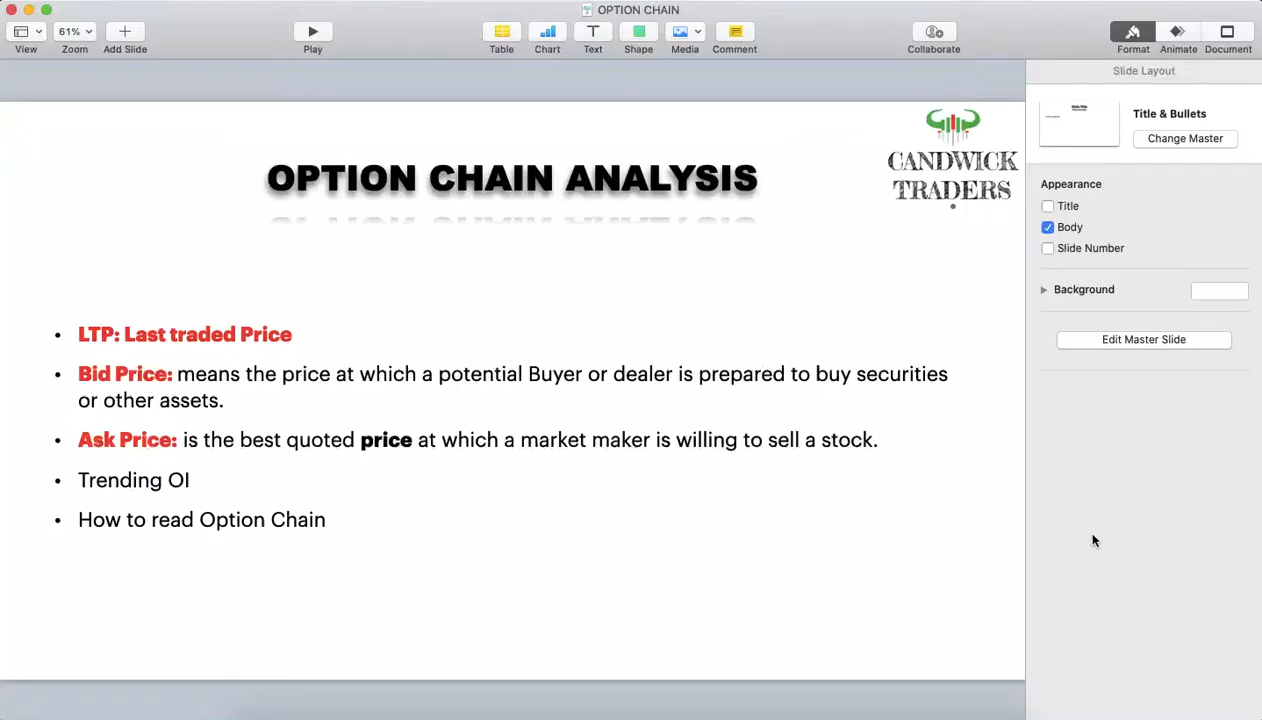 OPTION CHAIN
View
61%
Zoom
Add Slide
Play
Table
Chart
Text
Shape
Media
Comment
Collaborate
Format
Animate
Document
OPTION CHAIN ANALYSIS
CANDWICK
TRADERS
• LTP: Last traded Price
• Bid Price: means the price at which a potential Buyer or dealer is prepared to buy securities
or other assets.
• Ask Price: is the best quoted price at which a market maker is willing to sell a stock.
• Trending OI
• How to read Option Chain
Slide Layout
Title & Bullets
Change Master
Appearance
Title
Body
Slide Number
Background
Edit Master Slide